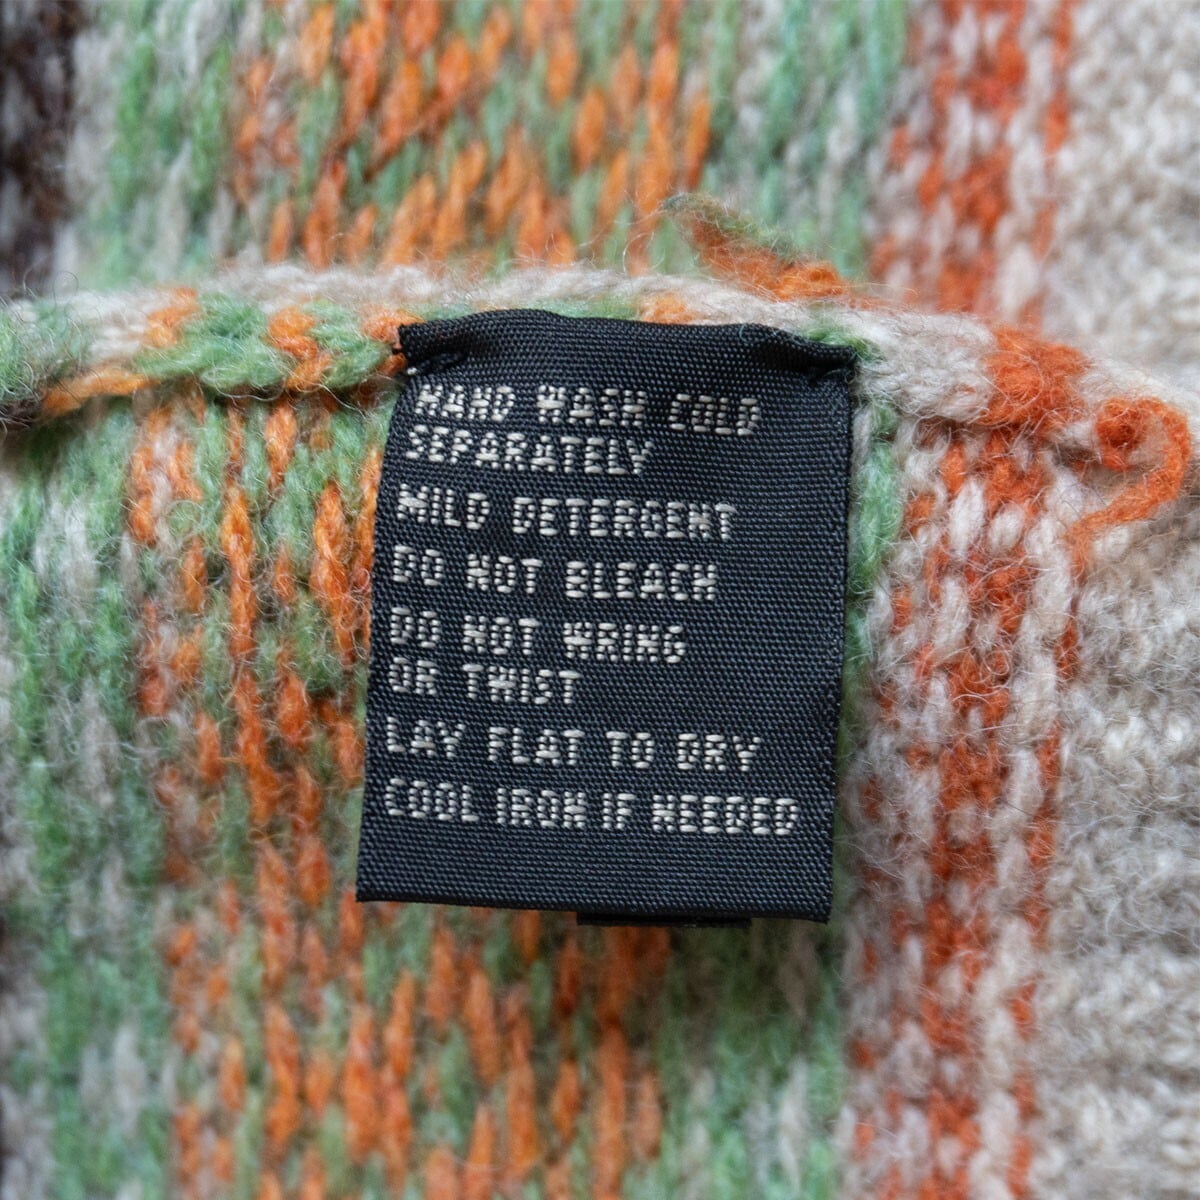 HAND WASH COLD
SEPARATELY
MILD DETERGENT
DO NOT BLEACH
DO NOT WRING
OR TWIST
LAY FLAT TO DRY
COOL IRON IF NEEDED